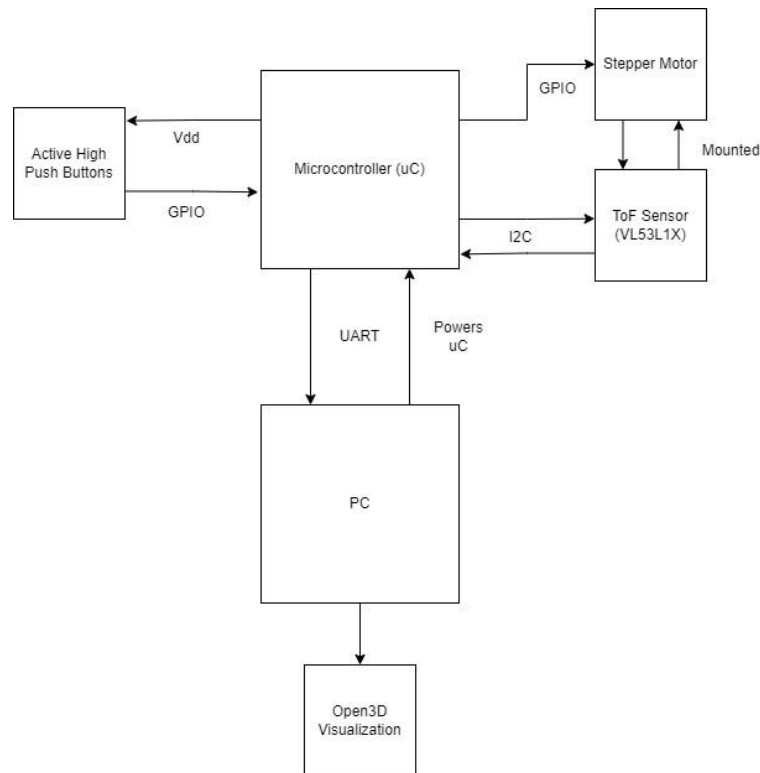 Stepper Motor
GPIO
Vdd
Active High
Push Buttons
GPIO
Microcontroller (uC)
Mounted
ToF Sensor
(VL53L1X)
I2C
UART
Powers
uC
PC
Open3D
Visualization